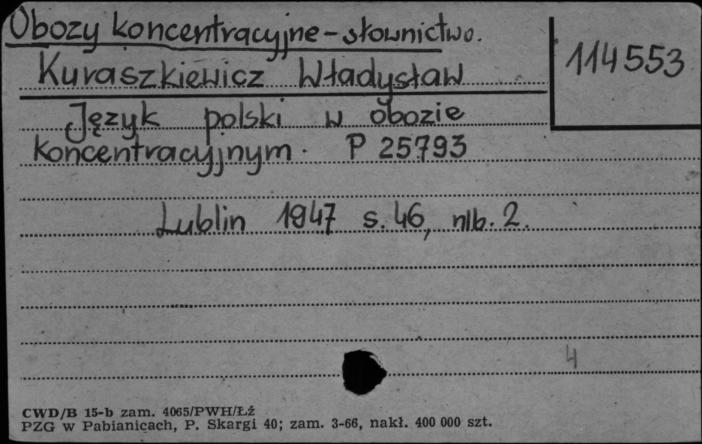 Obozy koncentracyjne - słownictwo.
114553
Kuraszkiewicz Władysław
Język polski w obozie
koncentracyjnym. P 25793
Lublin 1947 s. 46, nlb. 2.
4
CWD/B 15-b zam. 4065/PWH/Łź
PZG w Pabianicach, P. Skargi 40; zam. 3-66, nakł. 400 000 szt.